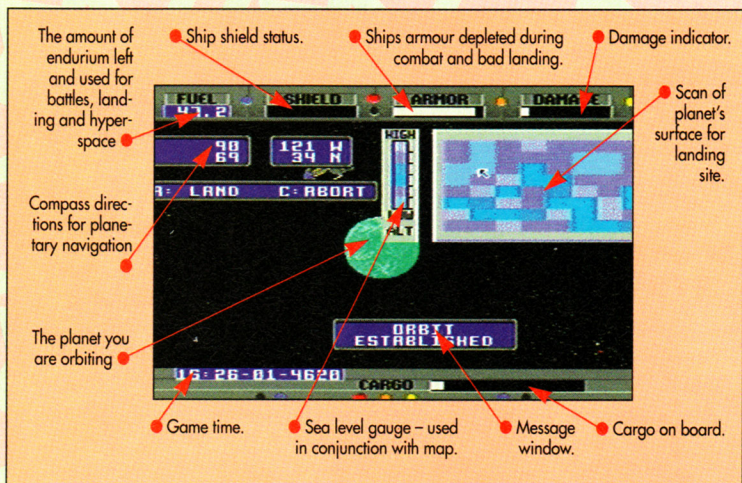 The amount of
endurium left
and used for
battles, land-
ing and hyper-
space
Ship shield status.
Ships armour depleted during
combat and bad landing.
Damage indicator.
Scan of
planet's
surface for
landing
site.
Compass direc-
tions for plane-
tary navigation
The planet you
are orbiting
FUEL
SHIELD
ARMOR
DAMAGE
47.2
HIGH
90
69
121 W
34 N
LAND C: ABORT
LOW
ALT
ORBIT
ESTABLISHED
16:26-01-4620
CARGO
Game time.
Sea level gauge – used
in conjunction with map.
Message
window.
Cargo on board.